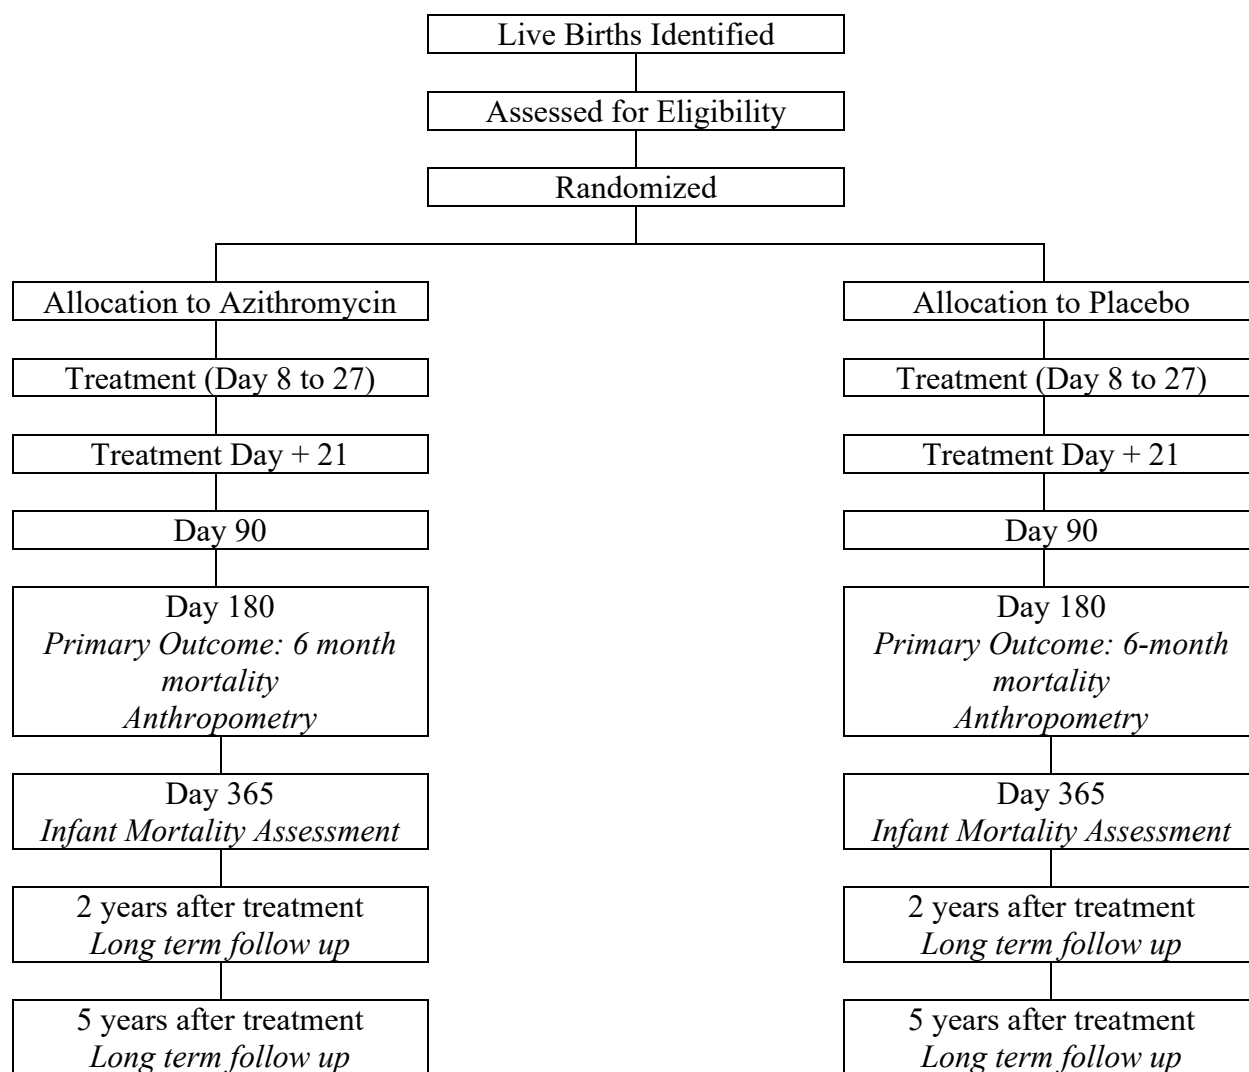 Live Births Identified
Assessed for Eligibility
Randomized
Allocation to Azithromycin
Treatment (Day 8 to 27)
Treatment Day + 21
Day 90
Day 180
Primary Outcome: 6 month
mortality
Anthropometry
Day 365
Infant Mortality Assessment
2 years after treatment
Long term follow up
5 years after treatment
Long term follow up
Allocation to Placebo
Treatment (Day 8 to 27)
Treatment Day + 21
Day 90
Day 180
Primary Outcome: 6-month
mortality
Anthropometry
Day 365
Infant Mortality Assessment
2 years after treatment
Long term follow up
5 years after treatment
Long term follow up